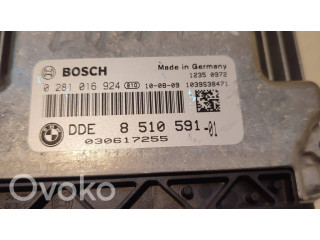 BOSCH
Made in Germany
1235 0972
0 281 016 924 010 10-08-09 1039S38471
DDE 8 510 591-01
030617255
Ovoko